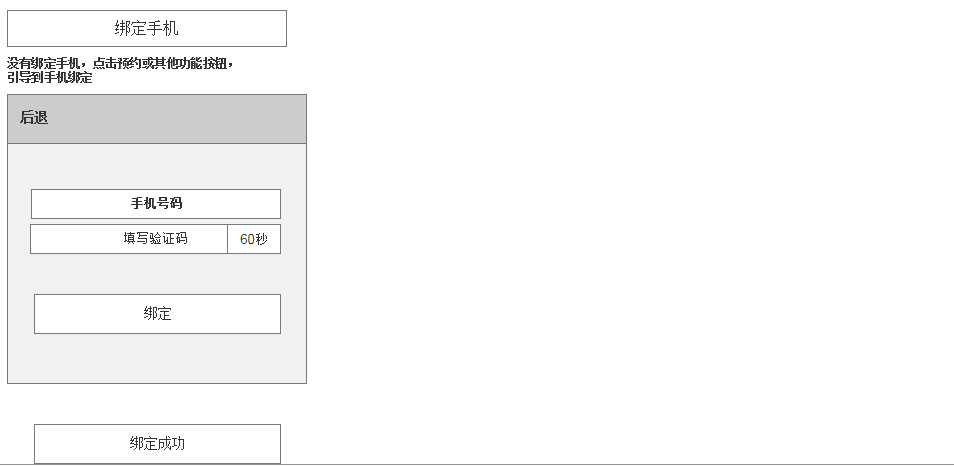 绑定手机
没有绑定手机，点击预约或其他功能按钮，
引导到手机绑定
后退
手机号码
填写验证码
60秒
绑定
绑定成功